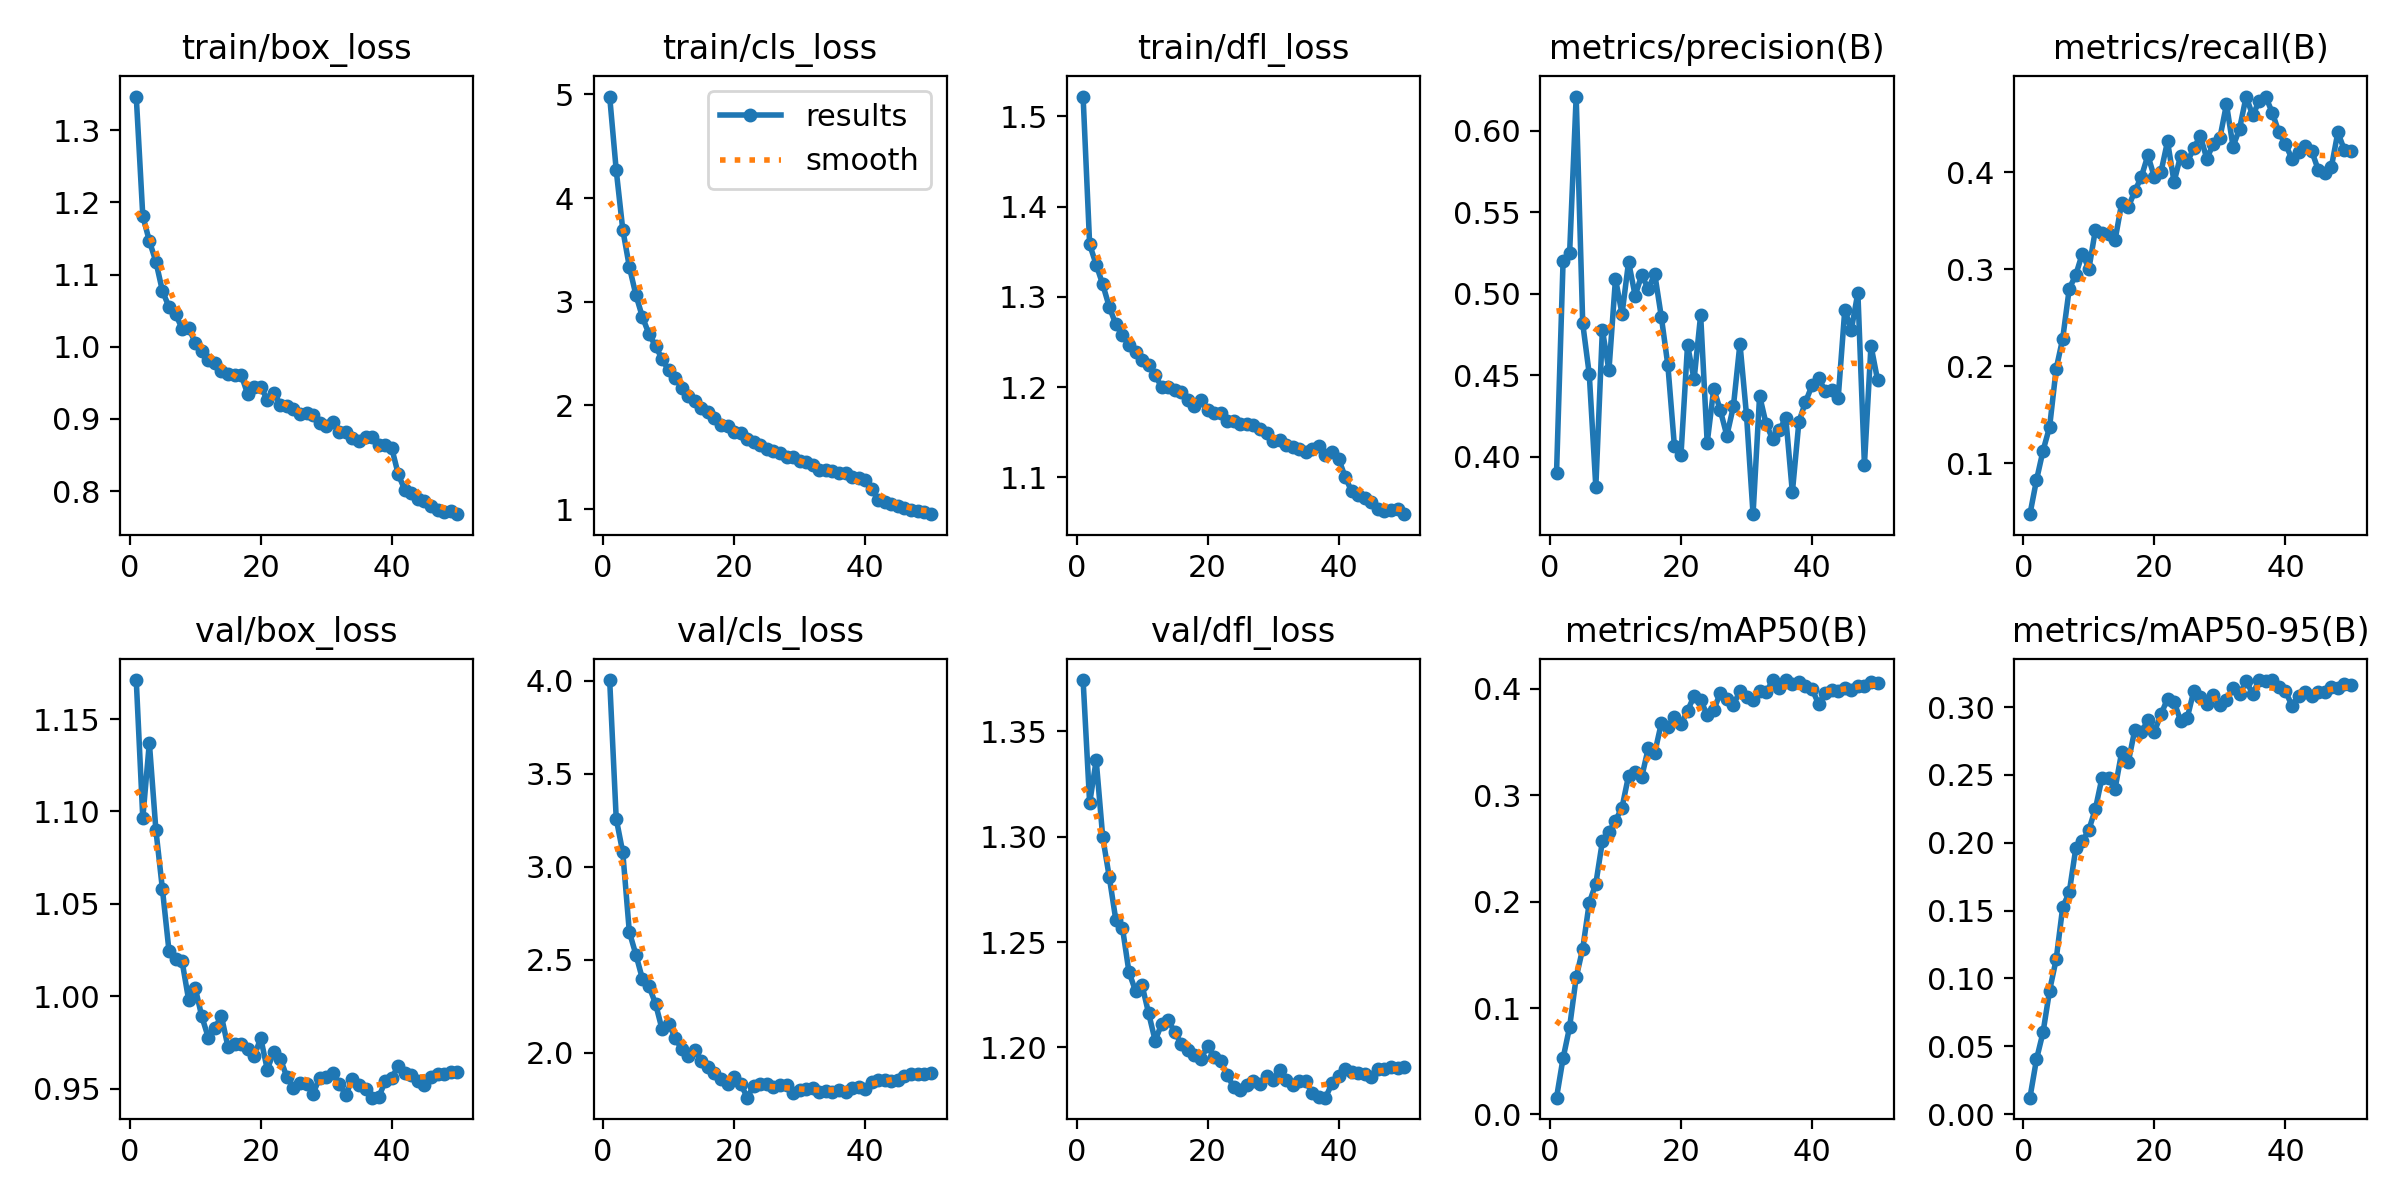 train/box_loss
1.3
1.2
1.1
1.0
0.9
0.8
0 20 40
train/cls_loss
results
smooth
5
4
3
2
1
0 20 40
train/dfl_loss
1.5
1.4
1.3
1.2
1.1
0 20 40
metrics/precision(B)
0.60
0.55
0.50
0.45
0.40
0 20 40
metrics/recall(B)
0.4
0.3
0.2
0.1
0 20 40
val/box_loss
1.15
1.10
1.05
1.00
0.95
0 20 40
val/cls_loss
4.0
3.5
3.0
2.5
2.0
0 20 40
val/dfl_loss
1.35
1.30
1.25
1.20
0 20 40
metrics/mAP50(B)
0.4
0.3
0.2
0.1
0.0
0 20 40
metrics/mAP50-95(B)
0.30
0.25
0.20
0.15
0.10
0.05
0.00
0 20 40